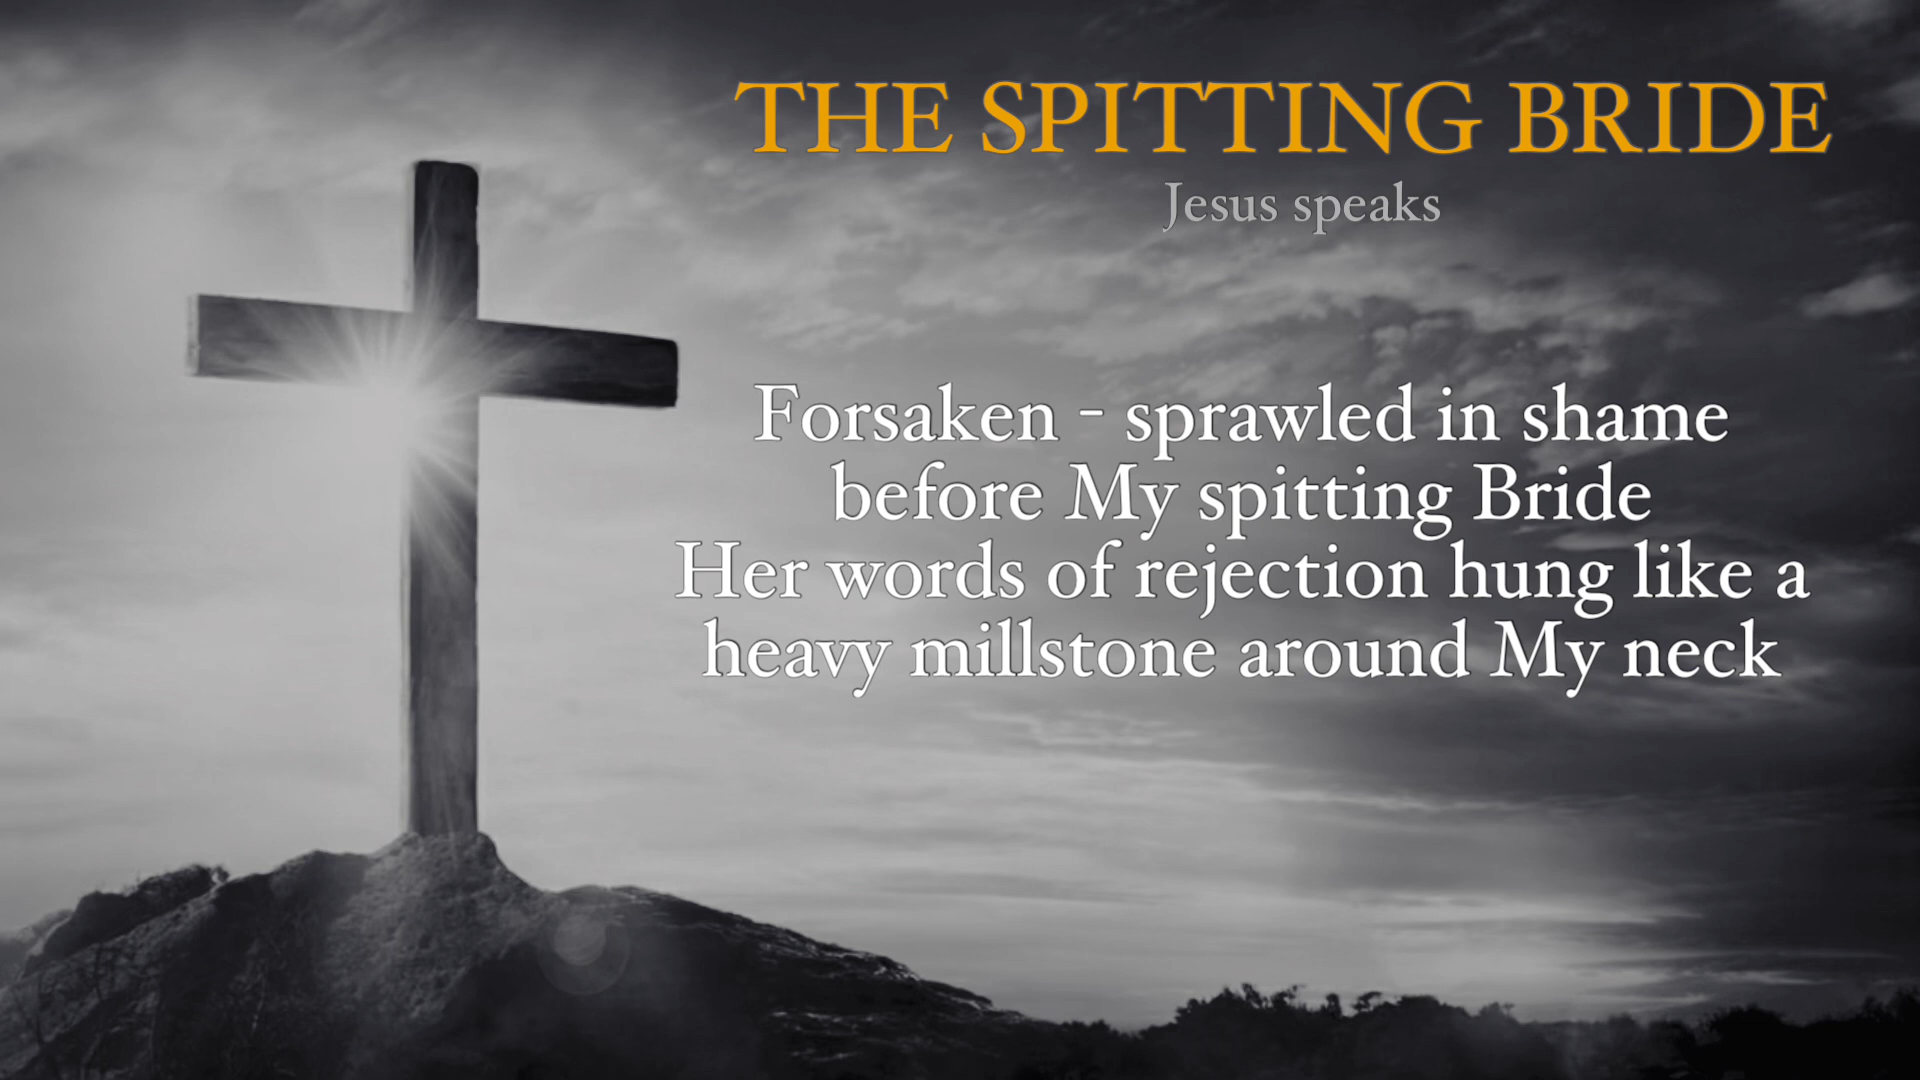 THE SPITTING BRIDE
Jesus speaks
Forsaken - sprawled in shame
before My spitting Bride
Her words of rejection hung like a
heavy millstone around My neck